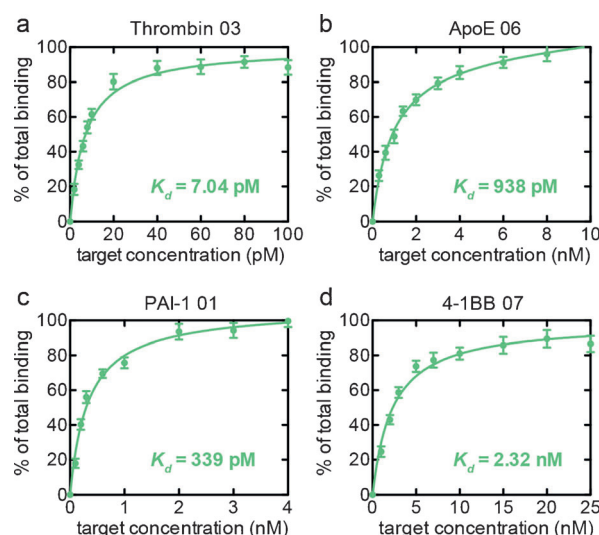 a Thrombin 03
% of total binding
100
80
60
40
20
0
K_d = 7.04 pM
0 20 40 60 80 100
target concentration (pM)
b ApoE 06
% of total binding
100
80
60
40
20
0
K_d = 938 pM
0 2 4 6 8 10
target concentration (nM)
c PAI-1 01
% of total binding
100
80
60
40
20
0
K_d = 339 pM
0 1 2 3 4
target concentration (nM)
d 4-1BB 07
% of total binding
100
80
60
40
20
0
K_d = 2.32 nM
0 5 10 15 20 25
target concentration (nM)